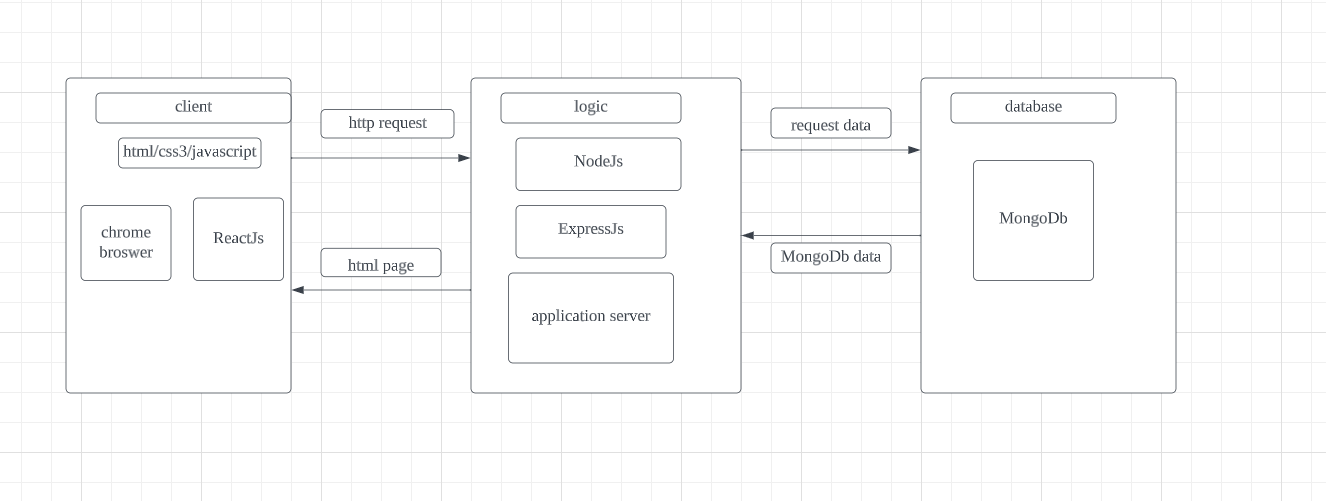 client
html/css3/javascript
chrome
broswer
ReactJs
http request
html page
logic
NodeJs
ExpressJs
application server
request data
MongoDb data
database
MongoDb